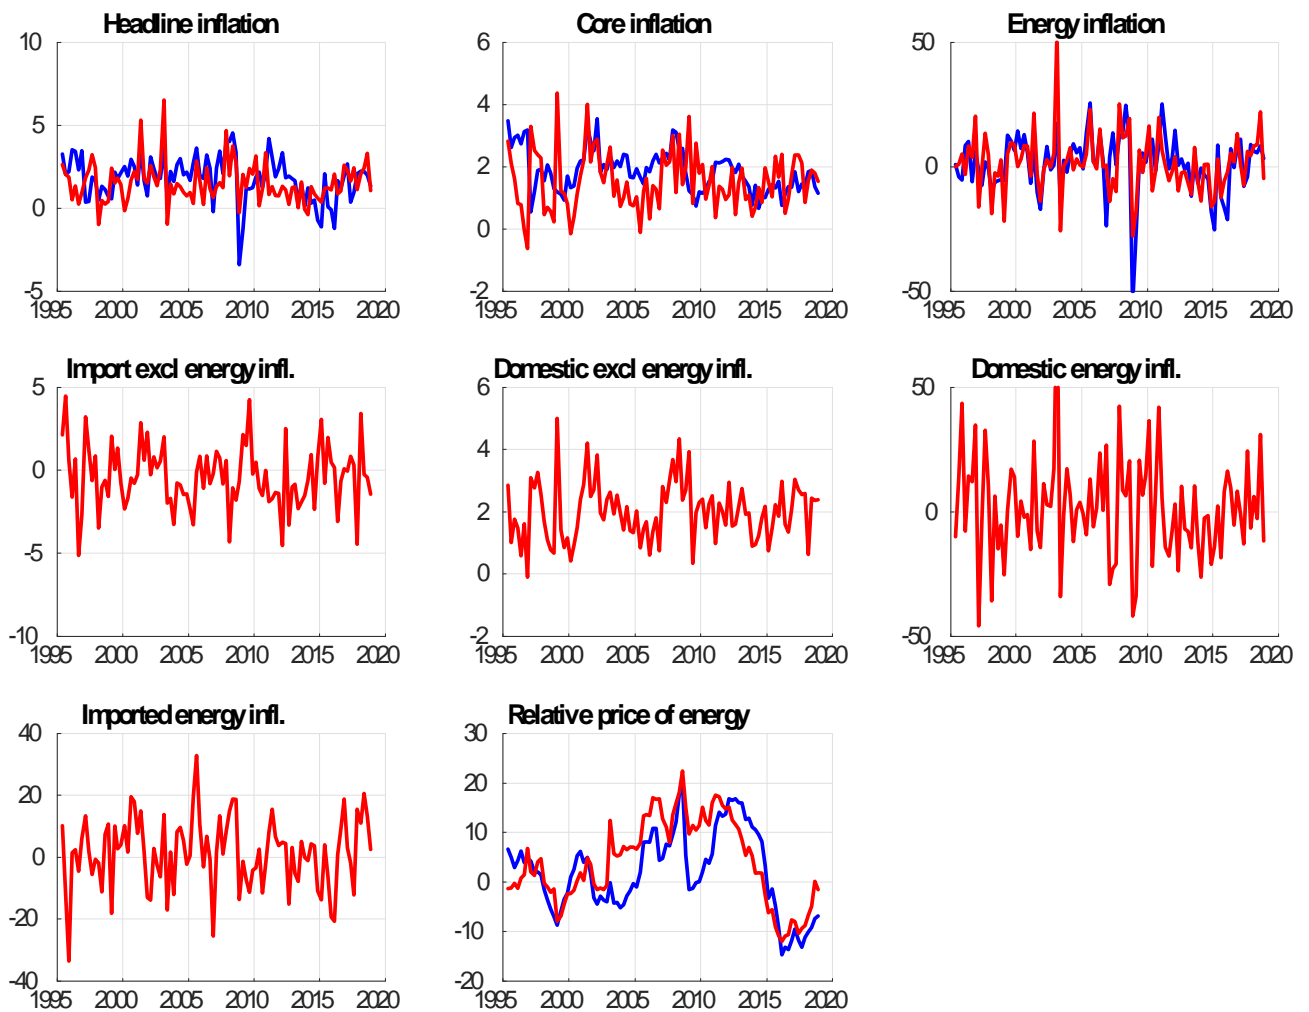 Headline inflation
10
5
0
-5
1995 2000 2005 2010 2015 2020
Core inflation
6
4
2
0
-2
1995 2000 2005 2010 2015 2020
Energy inflation
50
0
-50
1995 2000 2005 2010 2015 2020
Import excl energy infl.
5
0
-5
-10
1995 2000 2005 2010 2015 2020
Domestic excl energy infl.
6
4
2
0
-2
1995 2000 2005 2010 2015 2020
Domestic energy infl.
50
0
-50
1995 2000 2005 2010 2015 2020
Imported energy infl.
40
20
0
-20
-40
1995 2000 2005 2010 2015 2020
Relative price of energy
30
20
10
0
-10
-20
1995 2000 2005 2010 2015 2020